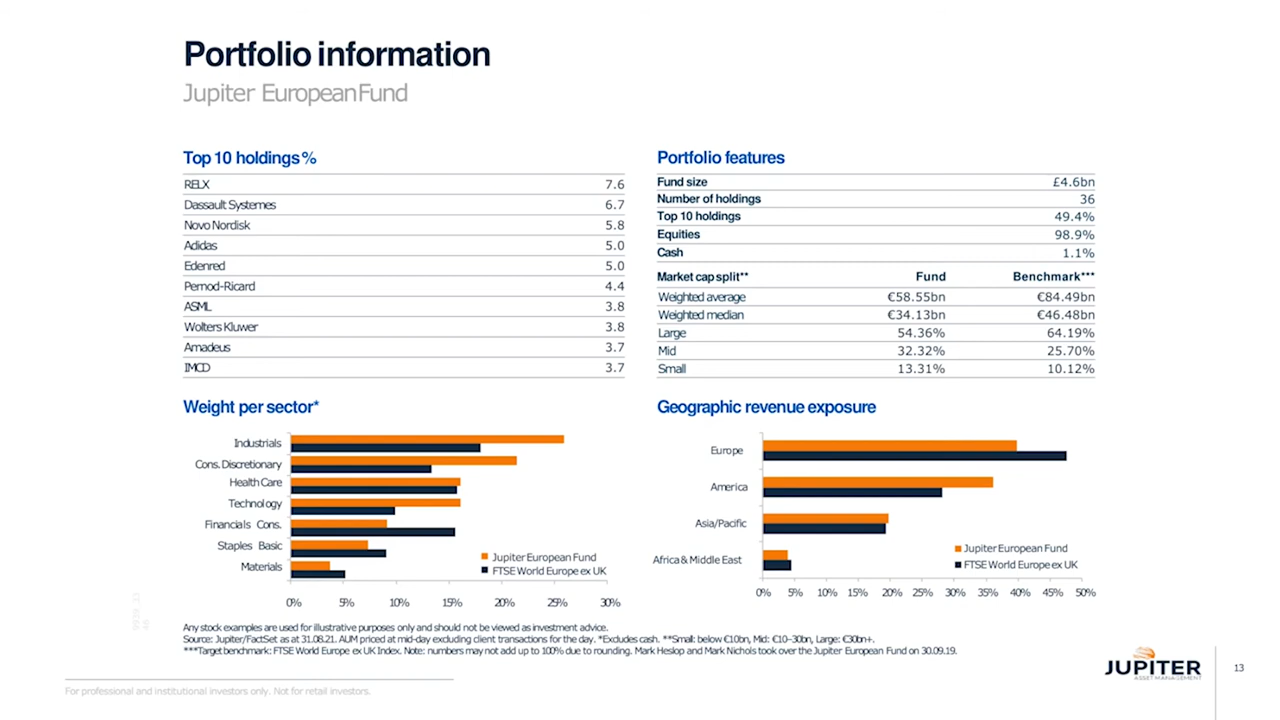 Portfolio information
Jupiter European Fund
Top 10 holdings %
RELX 7.6
Dassault Systemes 6.7
Novo Nordisk 5.8
Adidas 5.0
Edenred 5.0
Pernod-Ricard 4.4
ASML 3.8
Wolters Kluwer 3.8
Amadeus 3.7
IMCD 3.7
Portfolio features
Fund size £4.6bn
Number of holdings 36
Top 10 holdings 49.4%
Equities 98.9%
Cash 1.1%
Market cap split** Fund Benchmark***
Weighted average €58.55bn €84.49bn
Weighted median €34.13bn €46.48bn
Large 54.36% 64.19%
Mid 32.32% 25.70%
Small 13.31% 10.12%
Weight per sector*
Industrials
Cons. Discretionary
Health Care
Technology
Financials Cons.
Staples Basic
Materials
Jupiter European Fund
FTSE World Europe ex UK
0% 5% 10% 15% 20% 25% 30%
Geographic revenue exposure
Europe
America
Asia/Pacific
Africa & Middle East
Jupiter European Fund
FTSE World Europe ex UK
0% 5% 10% 15% 20% 25% 30% 35% 40% 45% 50%
Any stock examples are used for illustrative purposes only and should not be viewed as investment advice.
Source: Jupiter/FactSet as at 31.08.21. AUM priced at mid-day excluding client transactions for the day. *Excludes cash. **Small: below €10bn, Mid: €10–30bn, Large: €30bn+.
***Target benchmark: FTSE World Europe ex UK Index. Note: numbers may not add up to 100% due to rounding. Mark Heslop and Mark Nichols took over the Jupiter European Fund on 30.09.19.
For professional and institutional investors only. Not for retail investors.
JUPITER
ASSET MANAGEMENT
13